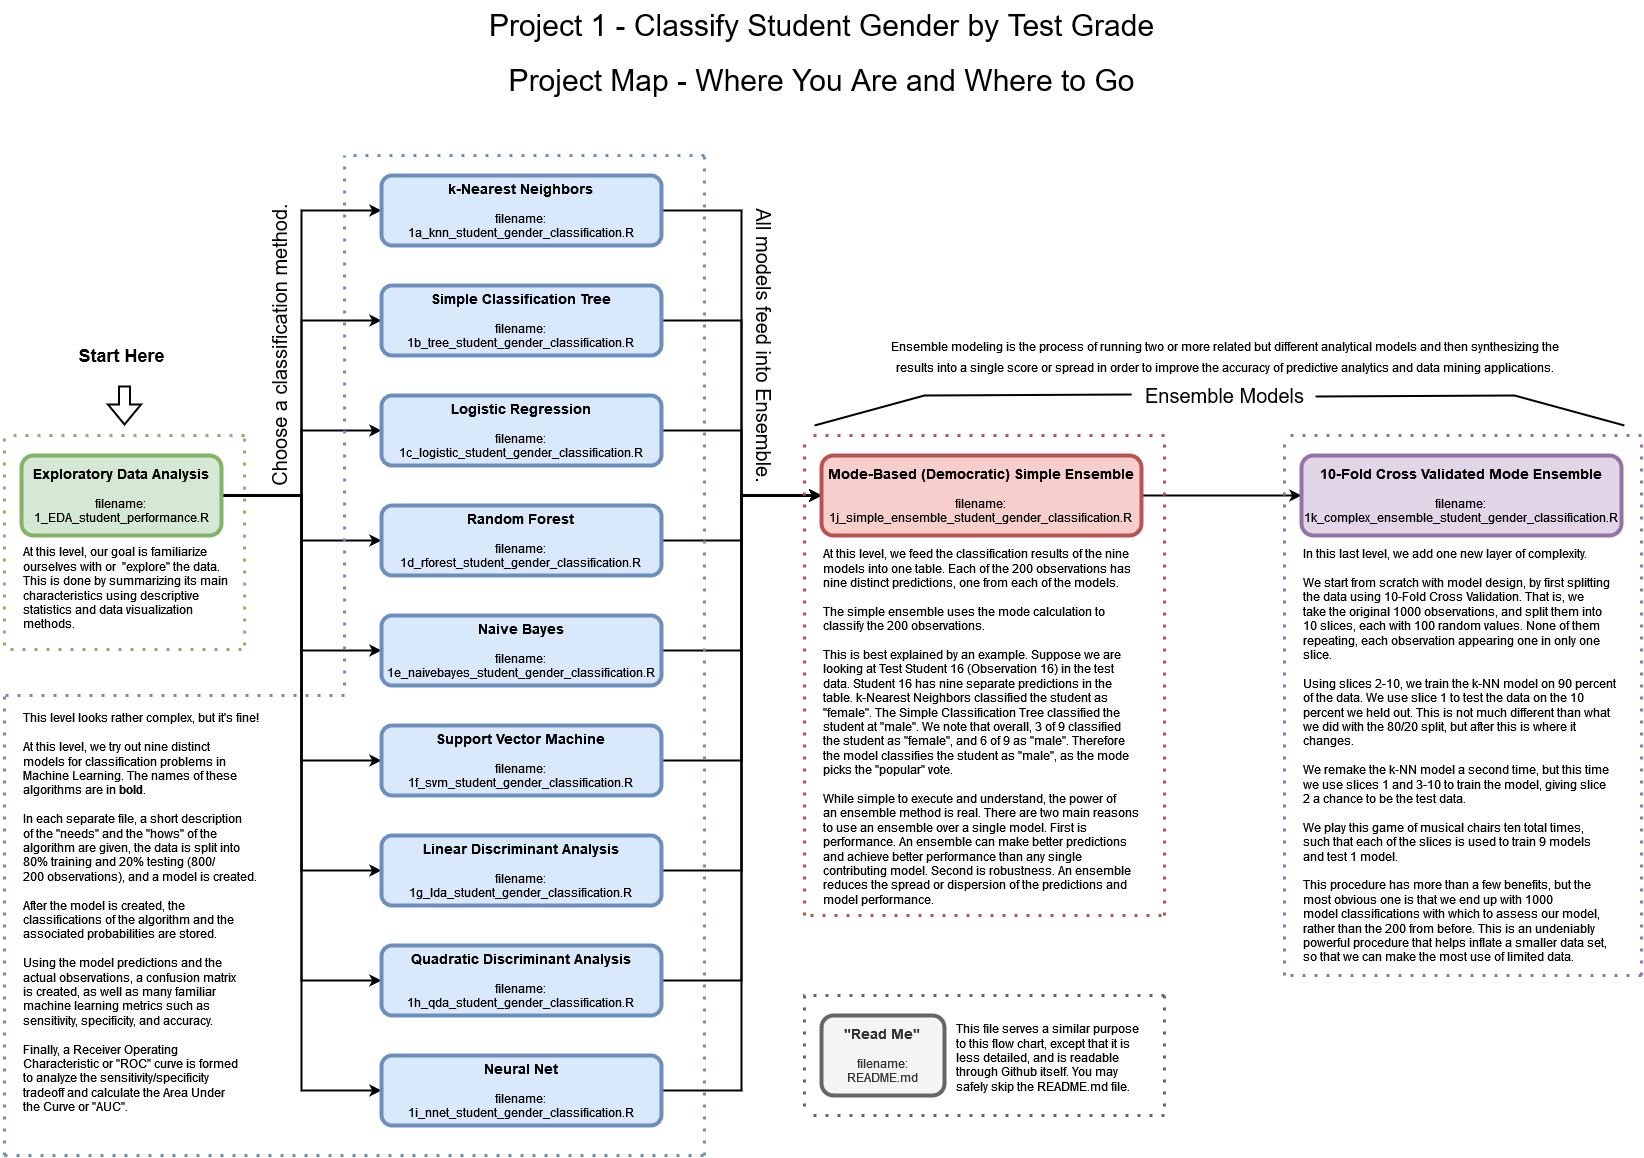 Project 1 - Classify Student Gender by Test Grade
Project Map - Where You Are and Where to Go
Start Here
Exploratory Data Analysis
filename:
1_EDA_student_performance.R
At this level, our goal is familiarize
ourselves with or  "explore" the data.
This is done by summarizing its main
characteristics using descriptive
statistics and data visualization
methods.
This level looks rather complex, but it's fine!
At this level, we try out nine distinct
models for classification problems in
Machine Learning. The names of these
algorithms are in bold.
In each separate file, a short description
of the "needs" and the "hows" of the
algorithm are given, the data is split into
80% training and 20% testing (800/
200 observations), and a model is created.
After the model is created, the
classifications of the algorithm and the
associated probabilities are stored.
Using the model predictions and the
actual observations, a confusion matrix
is created, as well as many familiar
machine learning metrics such as
sensitivity, specificity, and accuracy.
Finally, a Receiver Operating
Characteristic or "ROC" curve is formed
to analyze the sensitivity/specificity
tradeoff and calculate the Area Under
the Curve or "AUC".
Choose a classification method.
k-Nearest Neighbors
filename:
1a_knn_student_gender_classification.R
Simple Classification Tree
filename:
1b_tree_student_gender_classification.R
Logistic Regression
filename:
1c_logistic_student_gender_classification.R
Random Forest
filename:
1d_rforest_student_gender_classification.R
Naive Bayes
filename:
1e_naivebayes_student_gender_classification.R
Support Vector Machine
filename:
1f_svm_student_gender_classification.R
Linear Discriminant Analysis
filename:
1g_lda_student_gender_classification.R
Quadratic Discriminant Analysis
filename:
1h_qda_student_gender_classification.R
Neural Net
filename:
1i_nnet_student_gender_classification.R
All models feed into Ensemble.
Ensemble modeling is the process of running two or more related but different analytical models and then synthesizing the
results into a single score or spread in order to improve the accuracy of predictive analytics and data mining applications.
Ensemble Models
Mode-Based (Democratic) Simple Ensemble
filename:
1j_simple_ensemble_student_gender_classification.R
At this level, we feed the classification results of the nine
models into one table. Each of the 200 observations has
nine distinct predictions, one from each of the models.
The simple ensemble uses the mode calculation to
classify the 200 observations.
This is best explained by an example. Suppose we are
looking at Test Student 16 (Observation 16) in the test
data. Student 16 has nine separate predictions in the
table. k-Nearest Neighbors classified the student as
"female". The Simple Classification Tree classified the
student at "male". We note that overall, 3 of 9 classified
the student as "female", and 6 of 9 as "male". Therefore
the model classifies the student as "male", as the mode
picks the "popular" vote.
While simple to execute and understand, the power of
an ensemble method is real. There are two main reasons
to use an ensemble over a single model. First is
performance. An ensemble can make better predictions
and achieve better performance than any single
contributing model. Second is robustness. An ensemble
reduces the spread or dispersion of the predictions and
model performance.
10-Fold Cross Validated Mode Ensemble
filename:
1k_complex_ensemble_student_gender_classification.R
In this last level, we add one new layer of complexity.
We start from scratch with model design, by first splitting
the data using 10-Fold Cross Validation. That is, we
take the original 1000 observations, and split them into
10 slices, each with 100 random values. None of them
repeating, each observation appearing one in only one
slice.
Using slices 2-10, we train the k-NN model on 90 percent
of the data. We use slice 1 to test the data on the 10
percent we held out. This is not much different than what
we did with the 80/20 split, but after this is where it
changes.
We remake the k-NN model a second time, but this time
we use slices 1 and 3-10 to train the model, giving slice
2 a chance to be the test data.
We play this game of musical chairs ten total times,
such that each of the slices is used to train 9 models
and test 1 model.
This procedure has more than a few benefits, but the
most obvious one is that we end up with 1000
model classifications with which to assess our model,
rather than the 200 from before. This is an undeniably
powerful procedure that helps inflate a smaller data set,
so that we can make the most use of limited data.
"Read Me"
filename:
README.md
This file serves a similar purpose
to this flow chart, except that it is
less detailed, and is readable
through Github itself. You may
safely skip the README.md file.